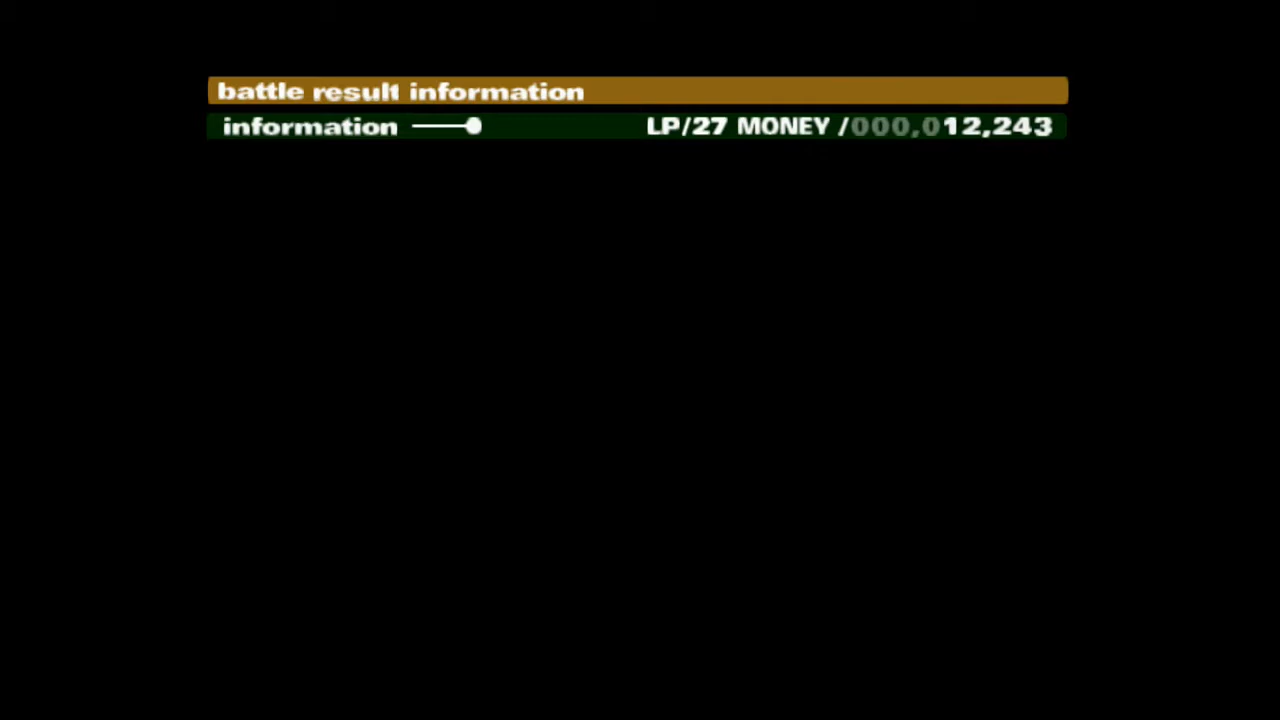 battle result information
information LP/27 MONEY /000,012,243